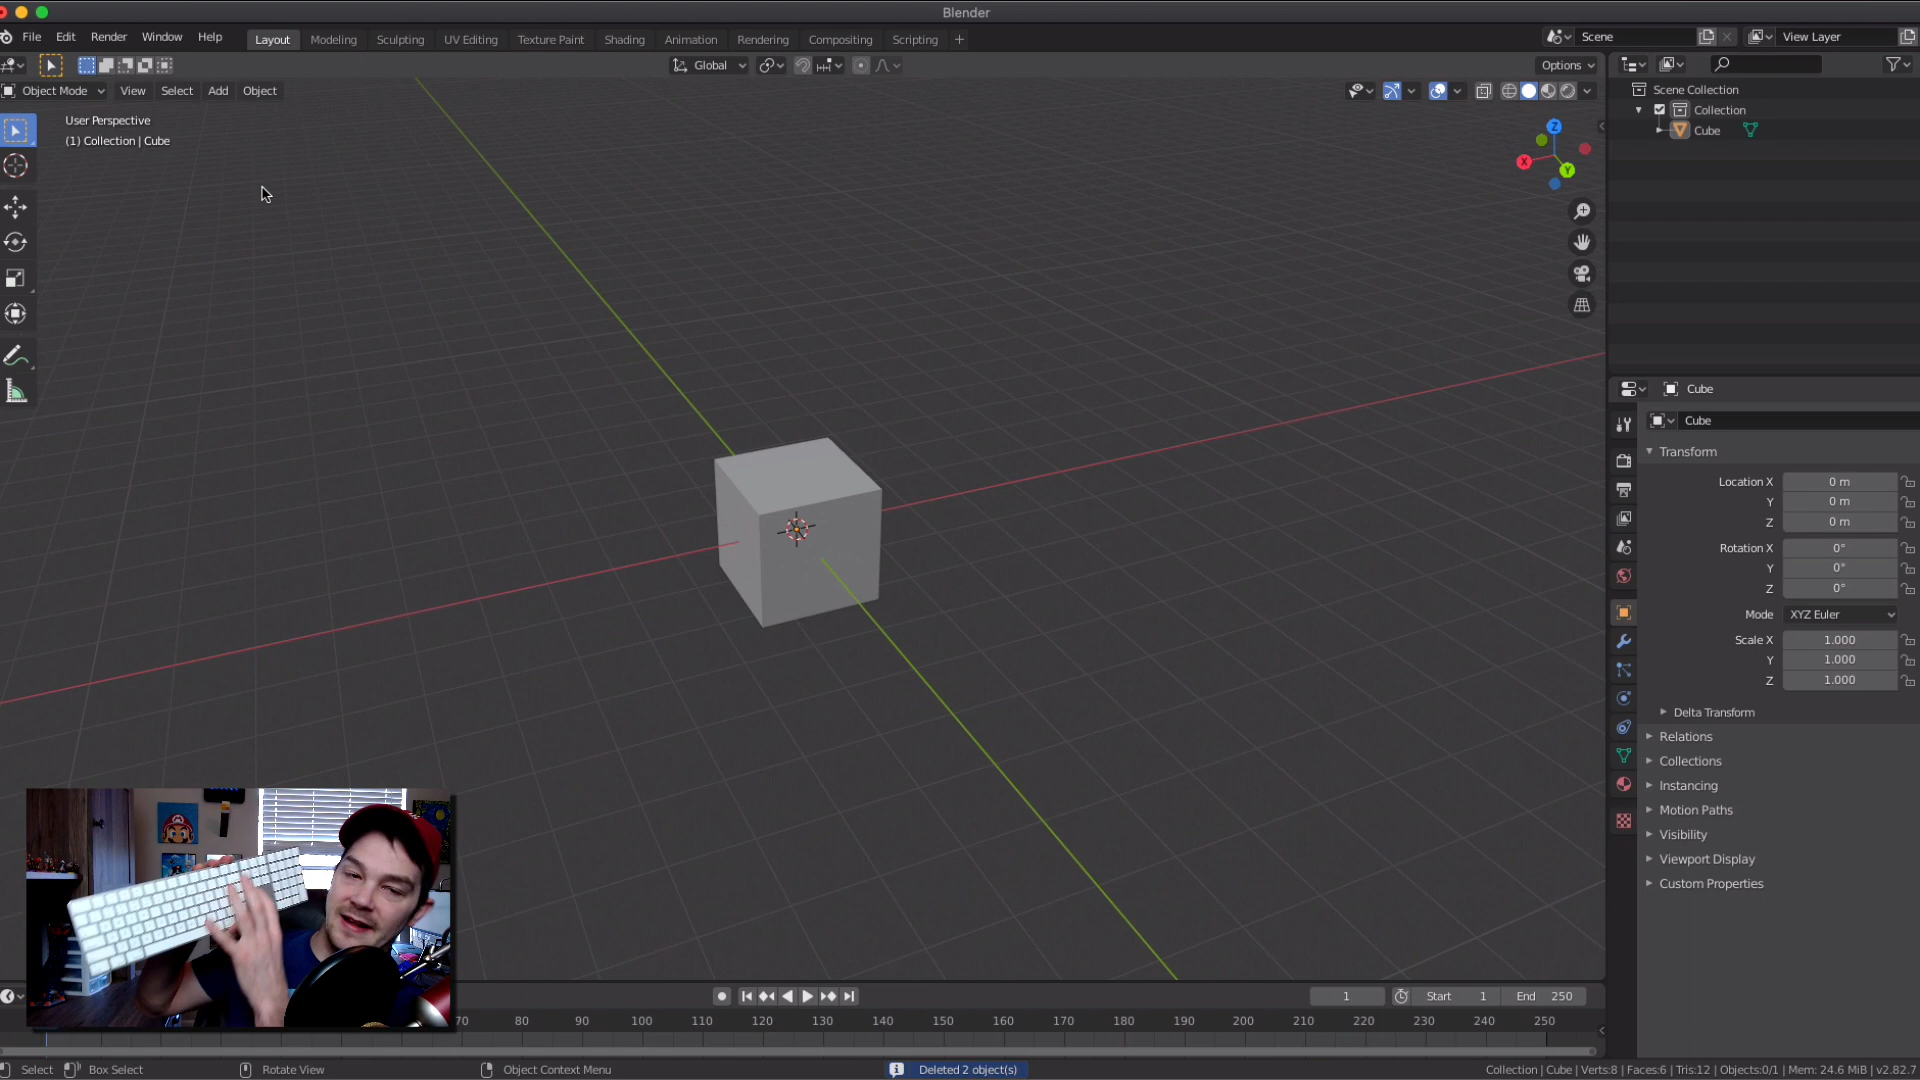 Blender
File Edit Render Window Help Layout Modeling Sculpting UV Editing Texture Paint Shading Animation Rendering Compositing Scripting + Scene View Layer
Global Options
Object Mode View Select Add Object
User Perspective
(1) Collection | Cube
Z
X
Y
Scene Collection
Collection
Cube
Cube
Cube
Transform
Location X 0 m
Y 0 m
Z 0 m
Rotation X 0°
Y 0°
Z 0°
Mode XYZ Euler
Scale X 1.000
Y 1.000
Z 1.000
Delta Transform
Relations
Collections
Instancing
Motion Paths
Visibility
Viewport Display
Custom Properties
1 Start 1 End 250
70 80 90 100 110 120 130 140 150 160 170 180 190 200 210 220 230 240 250
Select Box Select Rotate View Object Context Menu Deleted 2 object(s) Collection | Cube | Verts:8 | Faces:6 | Tris:12 | Objects:0/1 | Mem: 24.6 MiB | v2.82.7